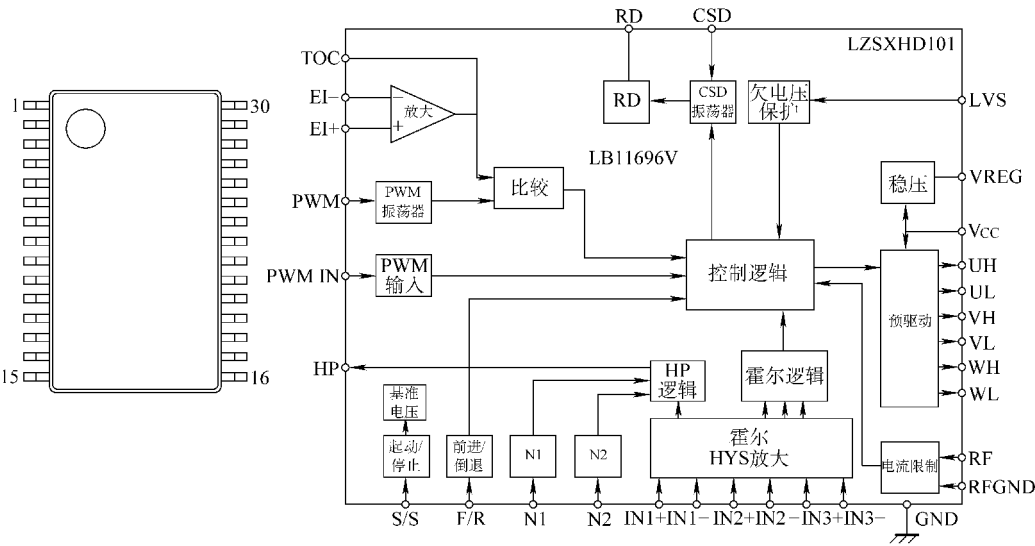 1
30
15
16
RD
CSD
LZSXHD101
TOC
EI−
EI+
放大
−
+
RD
CSD
振荡器
欠电压
保护
LVS
LB11696V
比较
稳压
VREG
PWM
PWM
振荡器
VCC
PWM IN
PWM
输入
控制逻辑
预驱动
UH
UL
VH
VL
WH
WL
HP
HP
逻辑
霍尔逻辑
基准
电压
起动/
停止
前进/
倒退
N1
N2
霍尔
HYS放大
电流限制
RF
RFGND
S/S
F/R
N1
N2
IN1+IN1−
IN2+IN2−
IN3+IN3−
GND